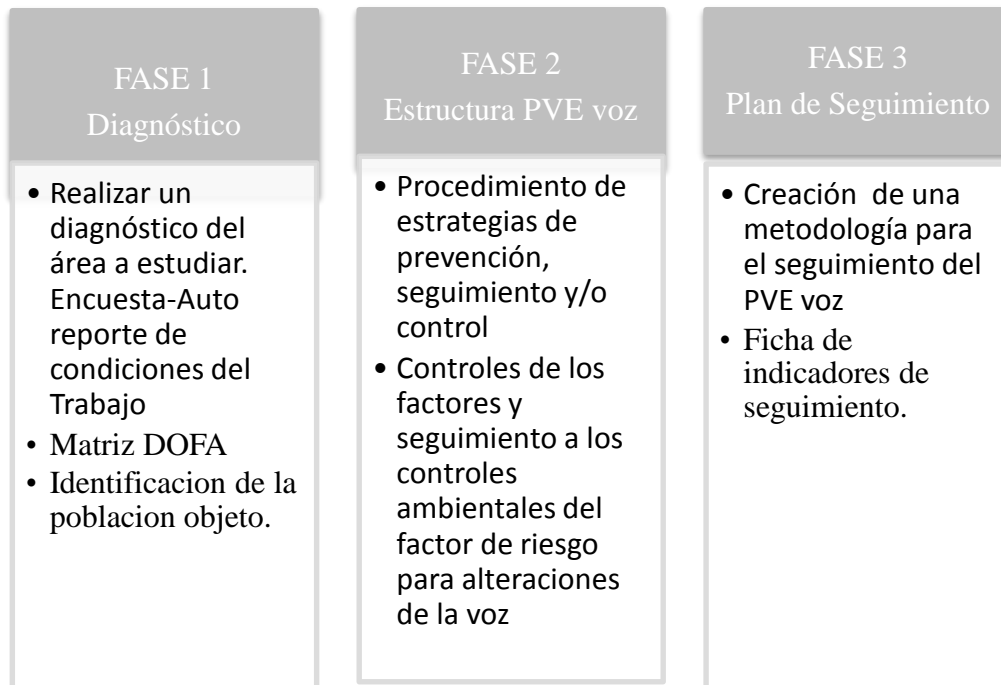 FASE 1
Diagnóstico
• Realizar un
diagnóstico del
área a estudiar.
Encuesta-Auto
reporte de
condiciones del
Trabajo
• Matriz DOFA
• Identificacion de la
poblacion objeto.
FASE 2
Estructura PVE voz
• Procedimiento de
estrategias de
prevención,
seguimiento y/o
control
• Controles de los
factores y
seguimiento a los
controles
ambientales del
factor de riesgo
para alteraciones
de la voz
FASE 3
Plan de Seguimiento
• Creación de una
metodología para
el seguimiento del
PVE voz
• Ficha de
indicadores de
seguimiento.